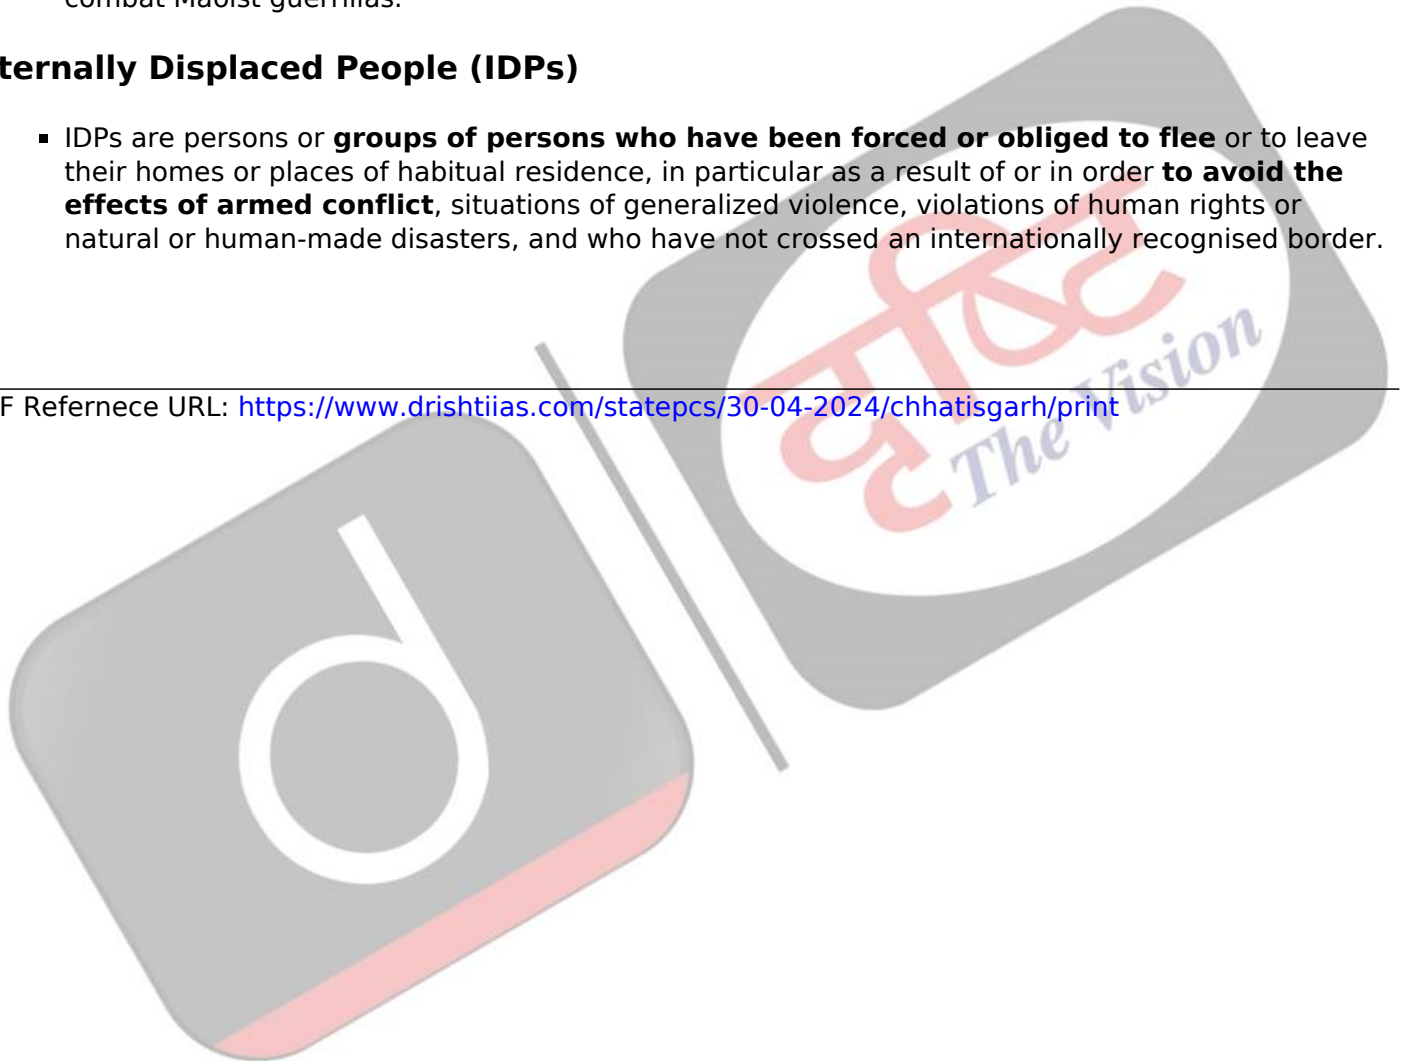 combat Maoist guerrillas.
ternally Displaced People (IDPs)
▪ IDPs are persons or groups of persons who have been forced or obliged to flee or to leave
their homes or places of habitual residence, in particular as a result of or in order to avoid the
effects of armed conflict, situations of generalized violence, violations of human rights or
natural or human-made disasters, and who have not crossed an internationally recognised border.
दृष्टि
The Vision
F Refernece URL: https://www.drishtiias.com/statepcs/30-04-2024/chhatisgarh/print
d